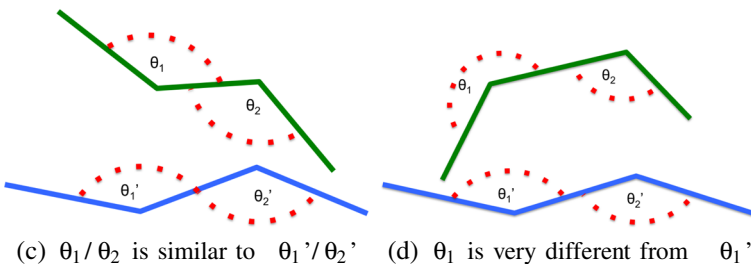 θ₁
θ₂
θ₁’
θ₂’
θ₁
θ₂
θ₁’
θ₂’
(c) θ₁/θ₂ is similar to θ₁’/θ₂’
(d) θ₁ is very different from θ₁’